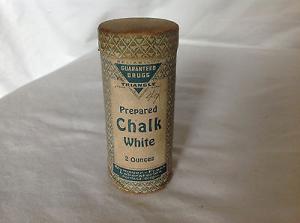 GUARANTEED
DRUGS
TRIANGLE
Prepared
Chalk
White
2 Ounces